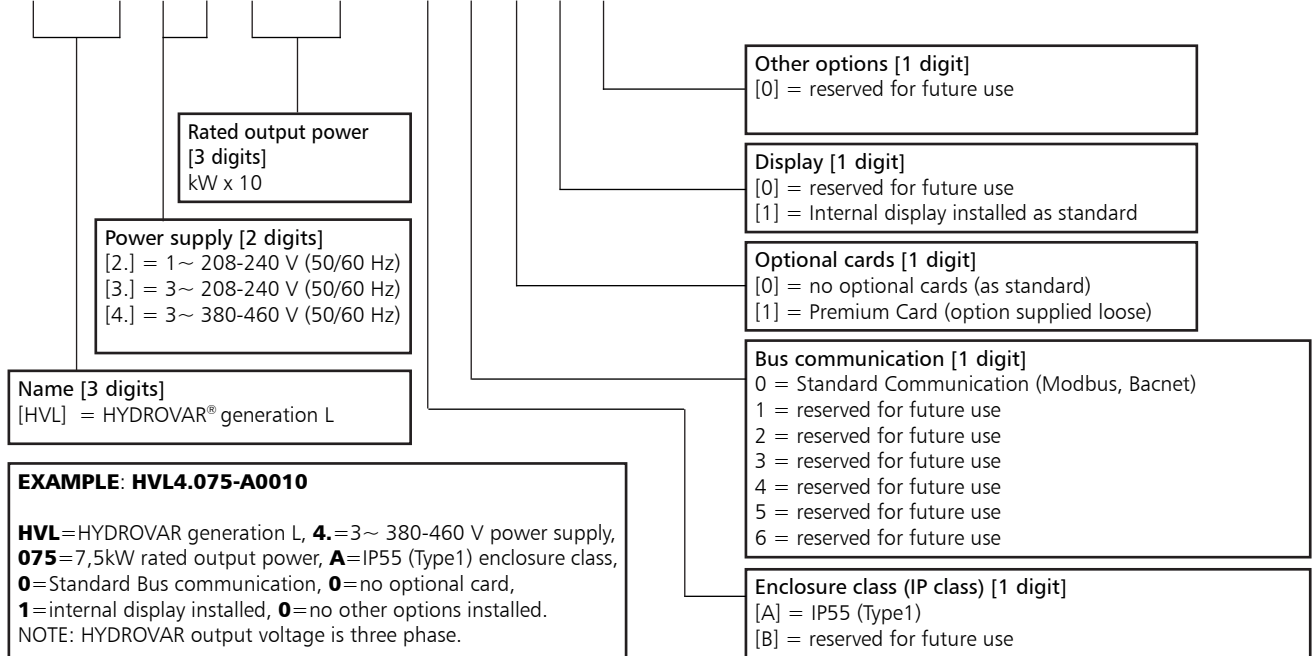 Other options [1 digit]
[0] = reserved for future use
Rated output power
[3 digits]
kW x 10
Display [1 digit]
[0] = reserved for future use
[1] = Internal display installed as standard
Power supply [2 digits]
[2.] = 1~ 208-240 V (50/60 Hz)
[3.] = 3~ 208-240 V (50/60 Hz)
[4.] = 3~ 380-460 V (50/60 Hz)
Optional cards [1 digit]
[0] = no optional cards (as standard)
[1] = Premium Card (option supplied loose)
Name [3 digits]
[HVL] = HYDROVAR® generation L
Bus communication [1 digit]
0 = Standard Communication (Modbus, Bacnet)
1 = reserved for future use
2 = reserved for future use
3 = reserved for future use
4 = reserved for future use
5 = reserved for future use
6 = reserved for future use
EXAMPLE: HVL4.075-A0010
HVL=HYDROVAR generation L, 4.=3~ 380-460 V power supply,
075=7,5kW rated output power, A=IP55 (Type1) enclosure class,
0=Standard Bus communication, 0=no optional card,
1=internal display installed, 0=no other options installed.
NOTE: HYDROVAR output voltage is three phase.
Enclosure class (IP class) [1 digit]
[A] = IP55 (Type1)
[B] = reserved for future use